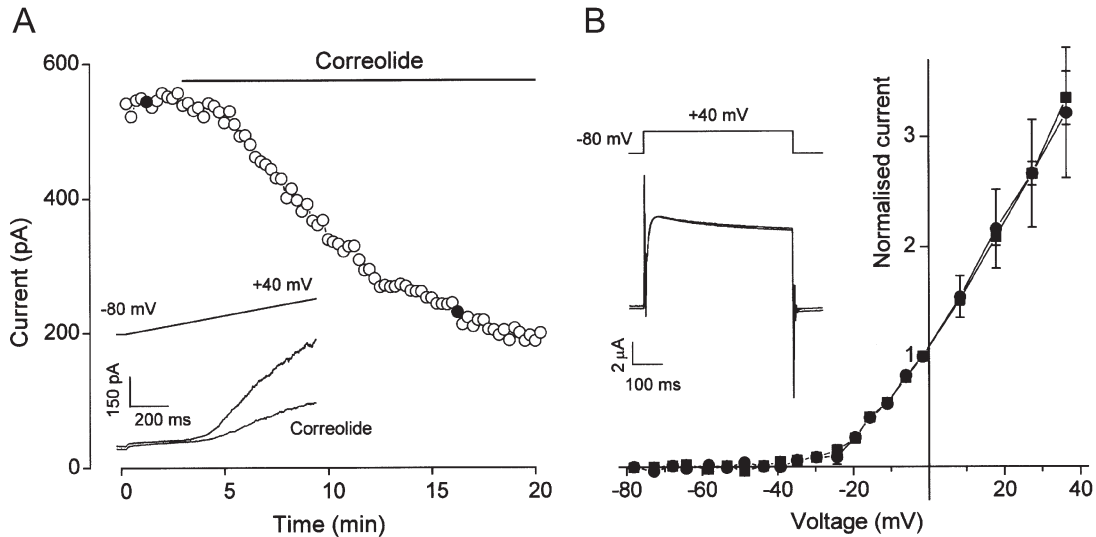 A
Correolide
600
400
200
0
Current (pA)
-80 mV
+40 mV
150 pA
200 ms
Correolide
0 5 10 15 20
Time (min)
B
+40 mV
-80 mV
2 µA
100 ms
Normalised current
3
2
1
-80 -60 -40 -20 20 40
Voltage (mV)